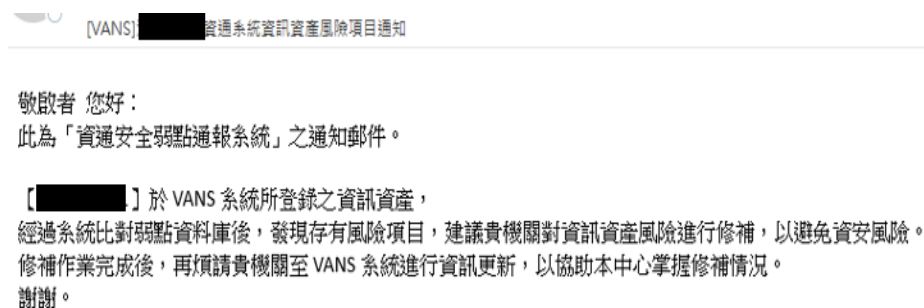 [VANS] 資通系統資訊資產風險項目通知
敬啟者 您好：
此為「資通安全弱點通報系統」之通知郵件。
【 】於 VANS 系統所登錄之資訊資產，
經過系統比對弱點資料庫後，發現存有風險項目，建議貴機關對資訊資產風險進行修補，以避免資安風險。
修補作業完成後，再煩請貴機關至 VANS 系統進行資訊更新，以協助本中心掌握修補情況。
謝謝。